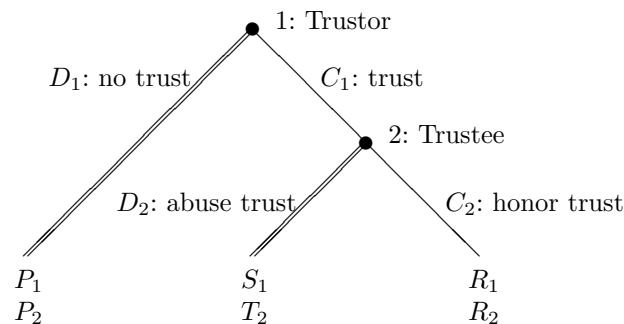 1: Trustor
D₁: no trust
C₁: trust
2: Trustee
D₂: abuse trust
C₂: honor trust
P₁ S₁ R₁
P₂ T₂ R₂